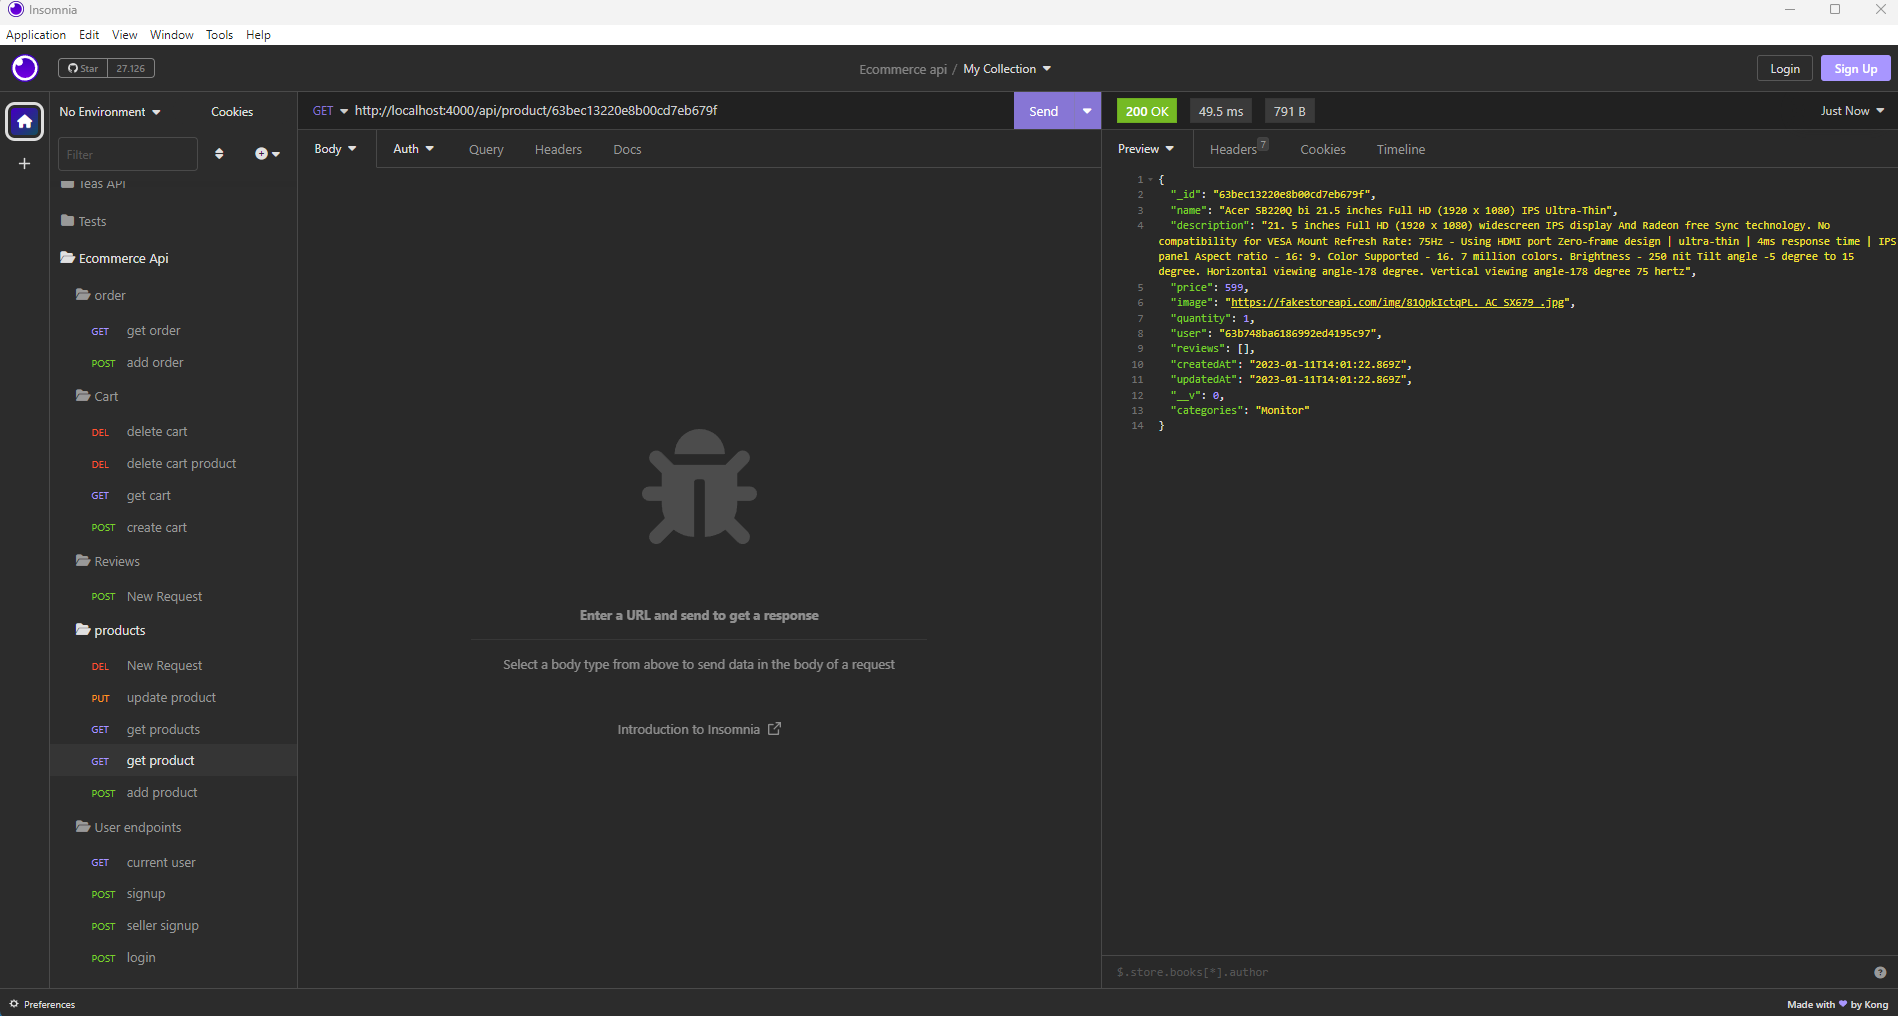 Insomnia
Application Edit View Window Tools Help
Star 27.126
Ecommerce api / My Collection
Login Sign Up
No Environment Cookies
Filter
Teas API
Tests
Ecommerce Api
order
GET get order
POST add order
Cart
DEL delete cart
DEL delete cart product
GET get cart
POST create cart
Reviews
POST New Request
products
DEL New Request
PUT update product
GET get products
GET get product
POST add product
User endpoints
GET current user
POST signup
POST seller signup
POST login
Preferences
GET http://localhost:4000/api/product/63bec13220e8b00cd7eb679f Send
Body Auth Query Headers Docs
Enter a URL and send to get a response
Select a body type from above to send data in the body of a request
Introduction to Insomnia
200 OK 49.5 ms 791 B Just Now
Preview Headers 7 Cookies Timeline
1 {
2 "_id": "63bec13220e8b00cd7eb679f",
3 "name": "Acer SB220Q bi 21.5 inches Full HD (1920 x 1080) IPS Ultra-Thin",
4 "description": "21. 5 inches Full HD (1920 x 1080) widescreen IPS display And Radeon free Sync technology. No
compatibility for VESA Mount Refresh Rate: 75Hz - Using HDMI port Zero-frame design | ultra-thin | 4ms response time | IPS
panel Aspect ratio - 16: 9. Color Supported - 16. 7 million colors. Brightness - 250 nit Tilt angle -5 degree to 15
degree. Horizontal viewing angle-178 degree. Vertical viewing angle-178 degree 75 hertz",
5 "price": 599,
6 "image": "https://fakestoreapi.com/img/81QpkIctqPL._AC_SX679_.jpg",
7 "quantity": 1,
8 "user": "63b748ba6186992ed4195c97",
9 "reviews": [],
10 "createdAt": "2023-01-11T14:01:22.869Z",
11 "updatedAt": "2023-01-11T14:01:22.869Z",
12 "__v": 0,
13 "categories": "Monitor"
14 }
$.store.books[*].author
Made with ♥ by Kong